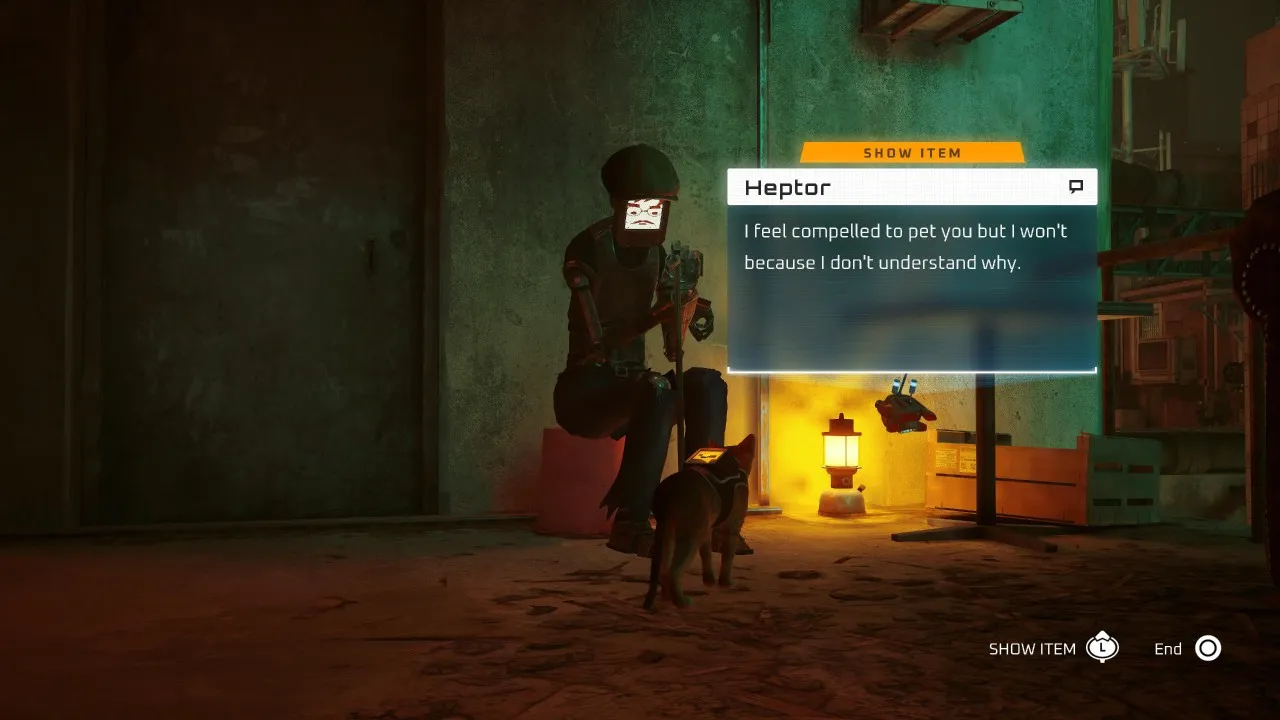 SHOW ITEM
Heptor
I feel compelled to pet you but I won't
because I don't understand why.
SHOW ITEM L End